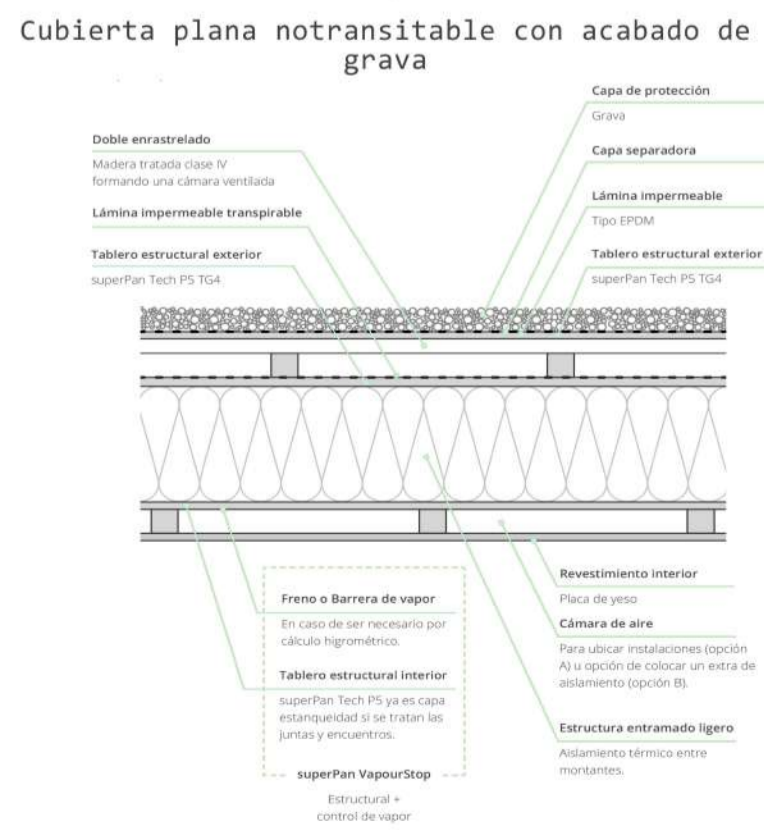 Cubierta plana notransitable con acabado de
grava
Capa de protección
Grava
Capa separadora
Lámina impermeable
Tipo EPDM
Tablero estructural exterior
superPan Tech P5 TG4
Doble enrastrelado
Madera tratada clase IV
formando una cámara ventilada
Lámina impermeable transpirable
Tablero estructural exterior
superPan Tech P5 TG4
Freno o Barrera de vapor
En caso de ser necesario por
cálculo higrométrico.
Tablero estructural interior
superPan Tech P5 ya es capa
estanqueidad si se tratan las
juntas y encuentros.
superPan VapourStop
Estructural +
control de vapor
Revestimiento interior
Placa de yeso
Cámara de aire
Para ubicar instalaciones (opción
A) u opción de colocar un extra de
aislamiento (opción B).
Estructura entramado ligero
Aislamiento térmico entre
montantes.